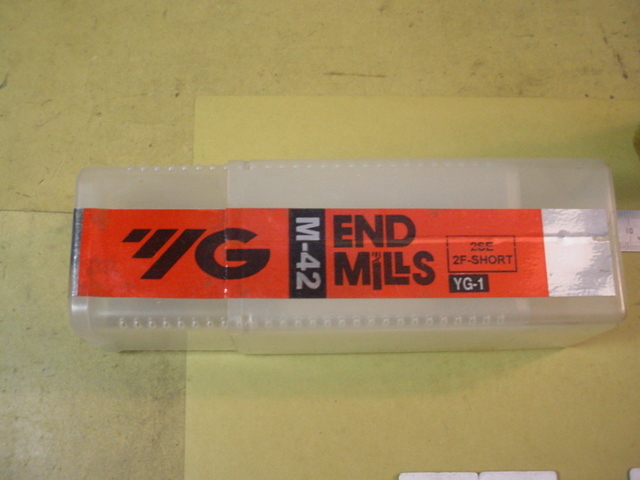 YG
M-42
END
MILLS
2SE
2F-SHORT
YG-1